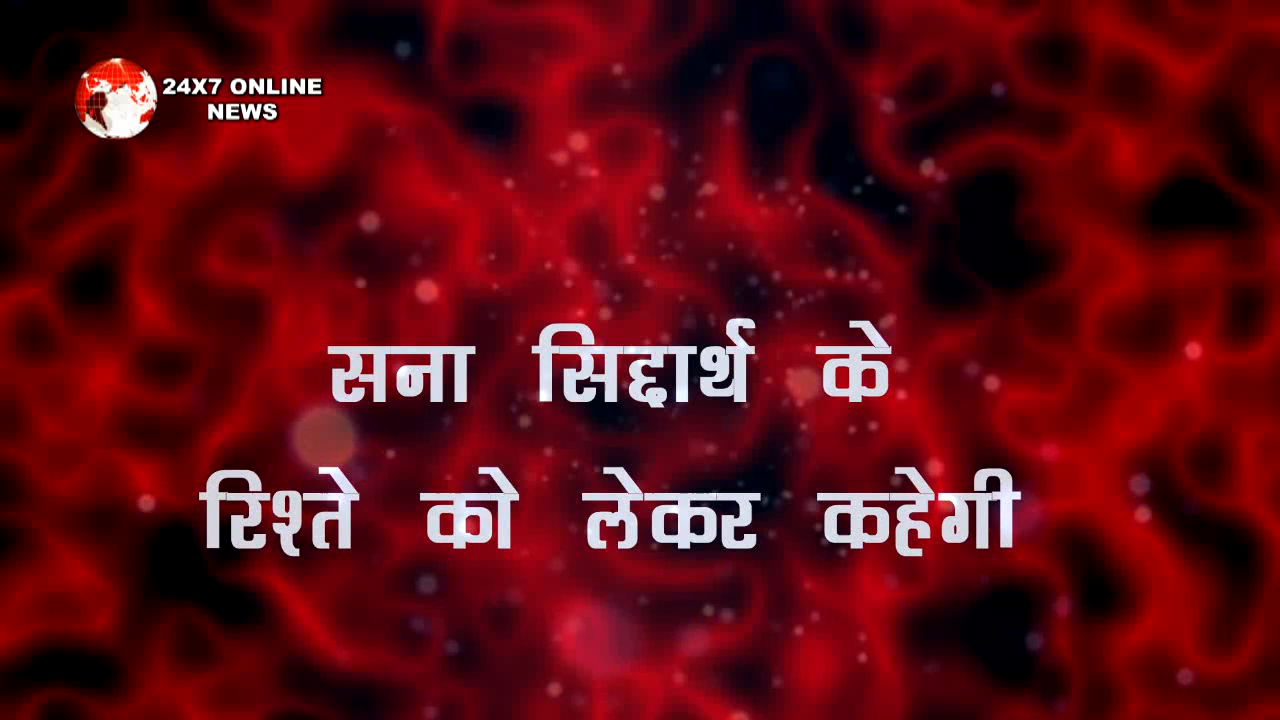 24X7 ONLINE
NEWS
सना सिद्दार्थ के
रिश्ते को लेकर कहेगी